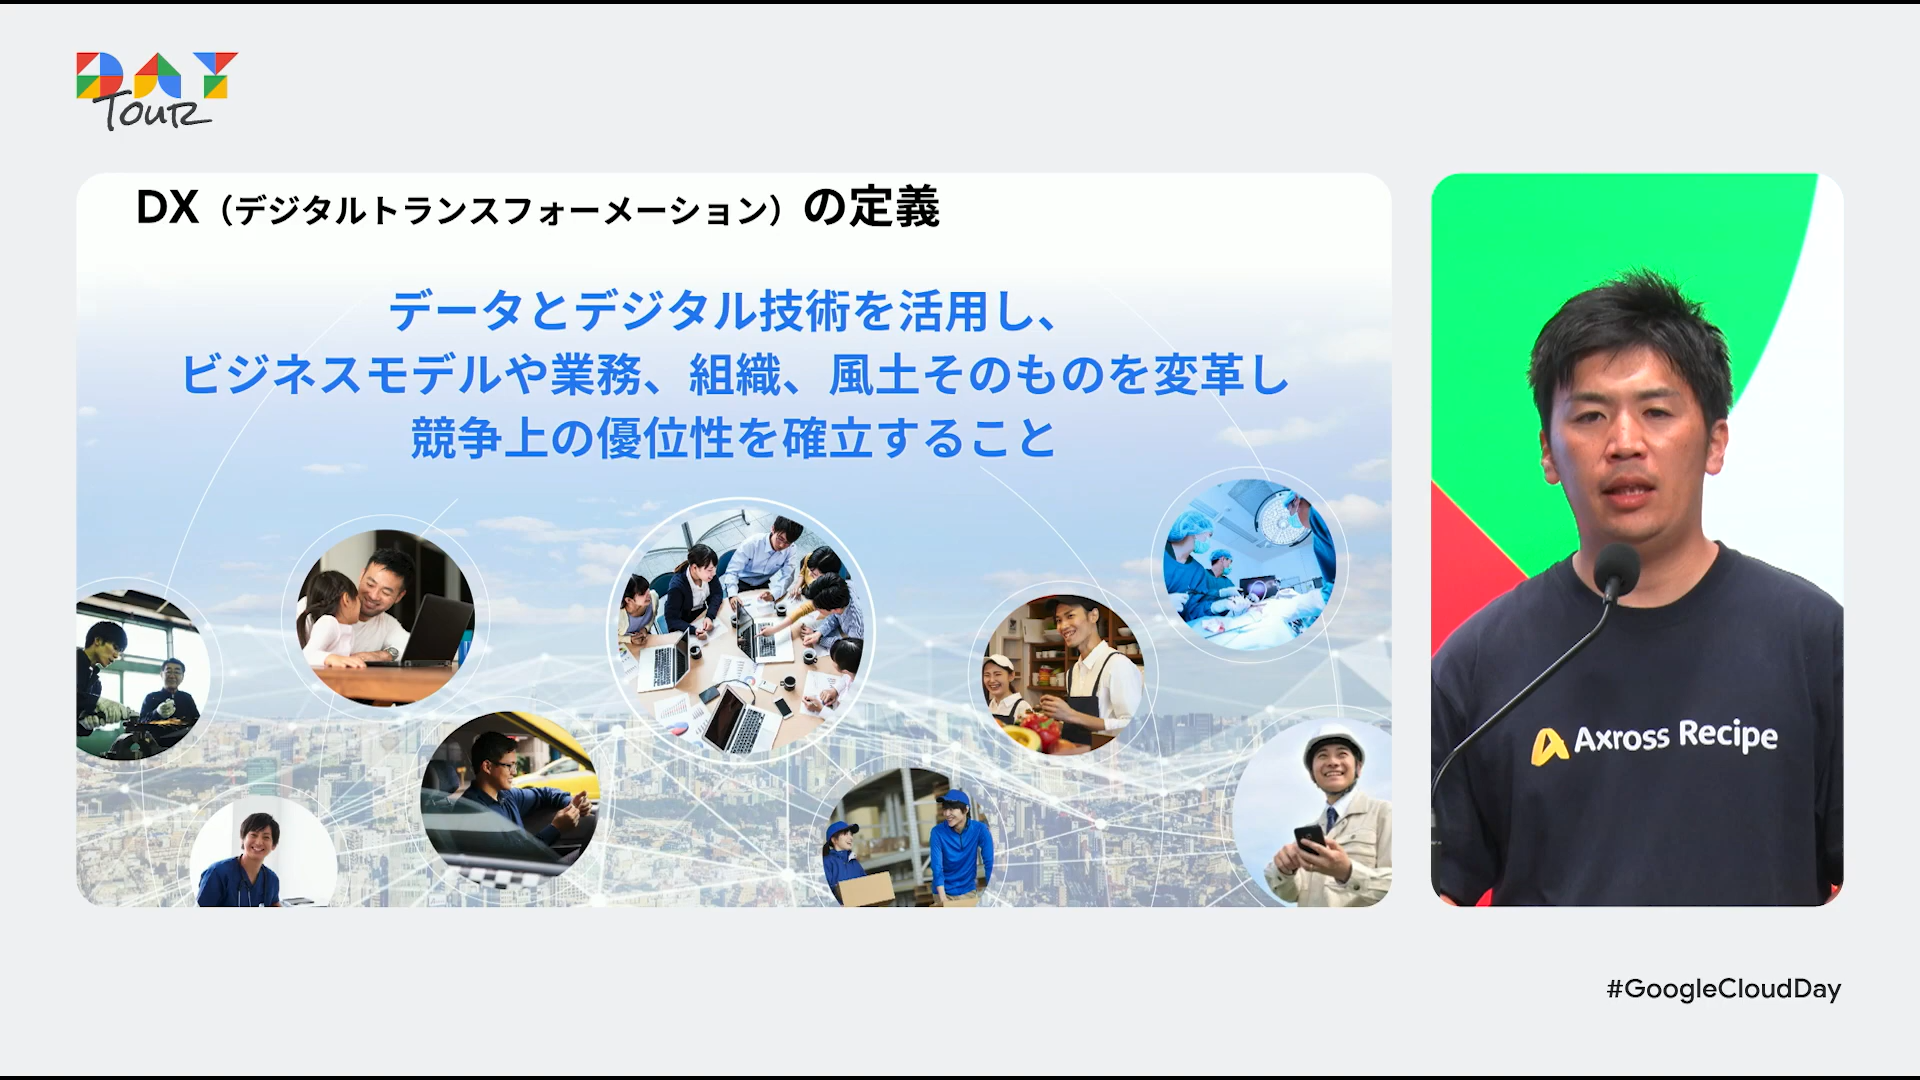 DAY
Tour
DX（デジタルトランスフォーメーション）の定義
データとデジタル技術を活用し、
ビジネスモデルや業務、組織、風土そのものを変革し
競争上の優位性を確立すること
Axross Recipe
#GoogleCloudDay